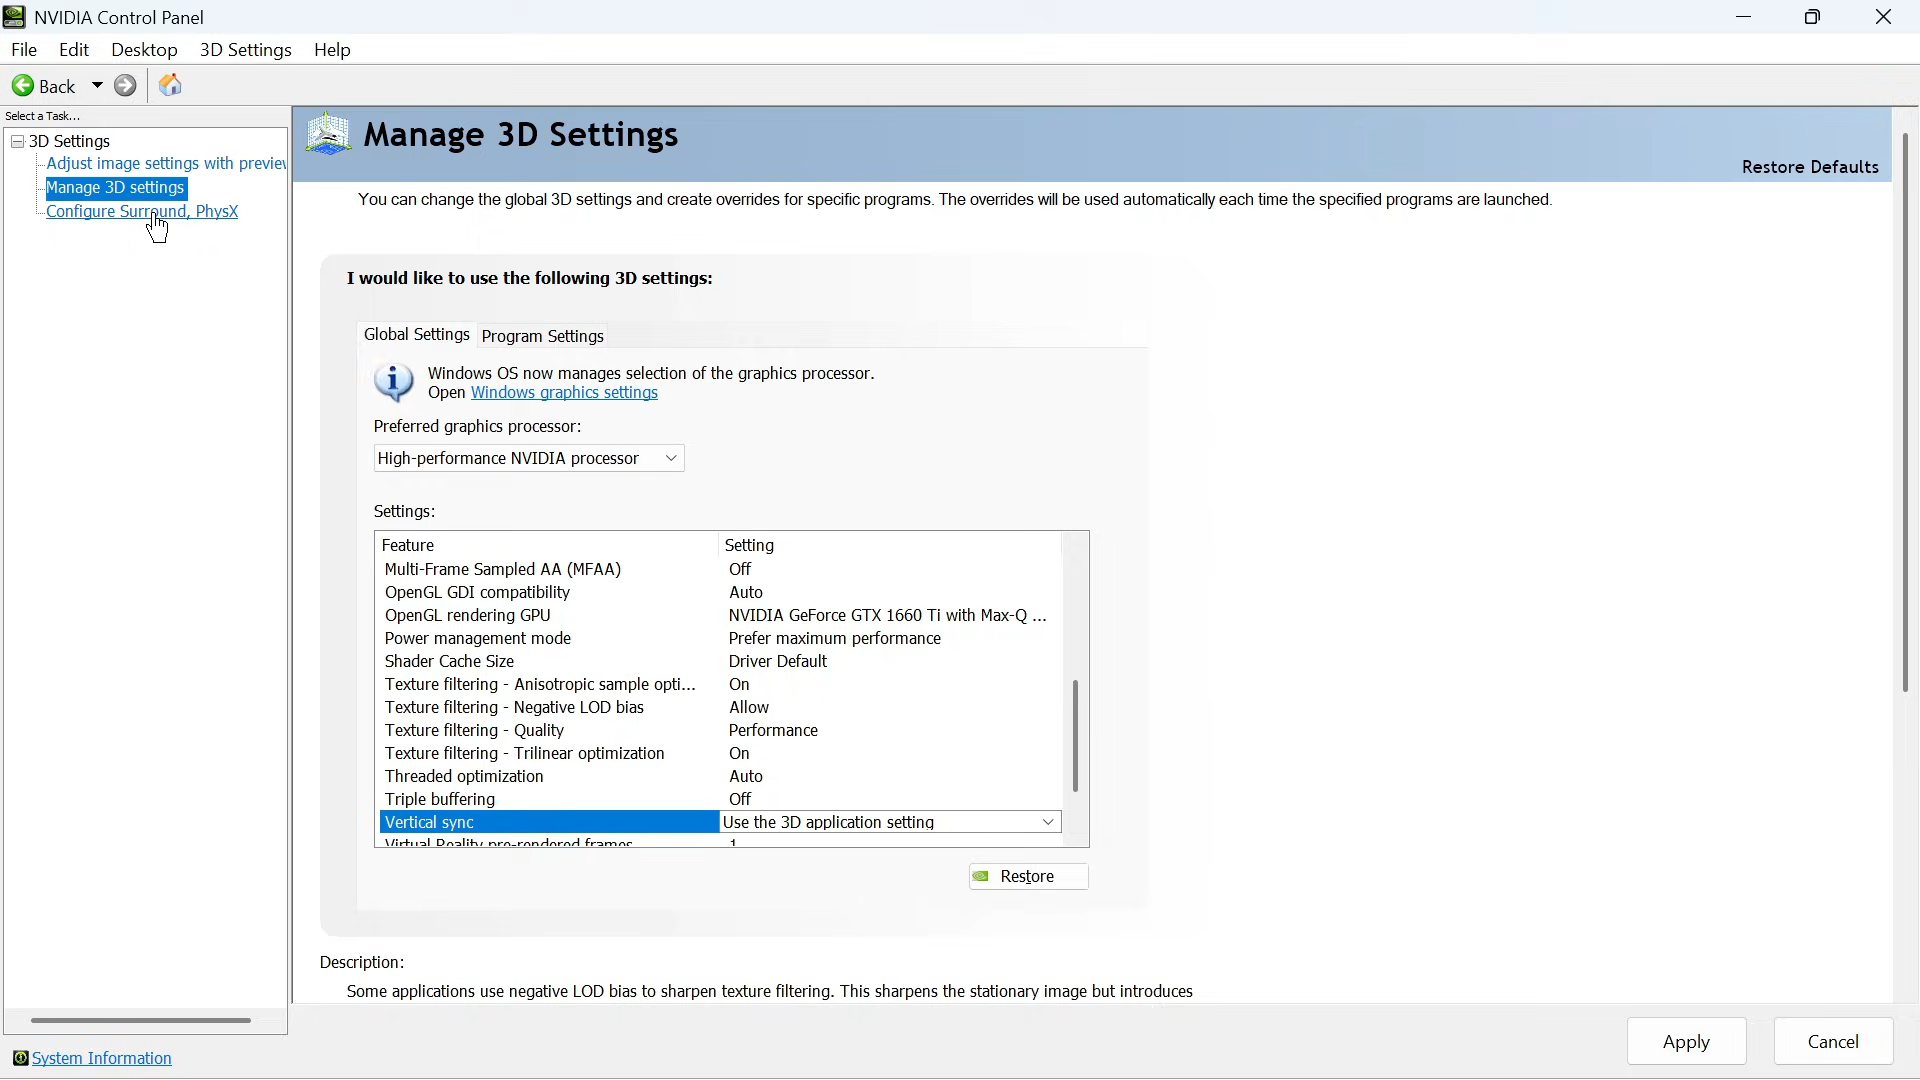 NVIDIA Control Panel
File Edit Desktop 3D Settings Help
Back
Select a Task...
3D Settings
Adjust image settings with preview
Manage 3D settings
Configure Surround, PhysX
System Information
Manage 3D Settings
Restore Defaults
You can change the global 3D settings and create overrides for specific programs. The overrides will be used automatically each time the specified programs are launched.
I would like to use the following 3D settings:
Global Settings Program Settings
Windows OS now manages selection of the graphics processor.
Open Windows graphics settings
Preferred graphics processor:
High-performance NVIDIA processor
Settings:
Feature Setting
Multi-Frame Sampled AA (MFAA) Off
OpenGL GDI compatibility Auto
OpenGL rendering GPU NVIDIA GeForce GTX 1660 Ti with Max-Q ...
Power management mode Prefer maximum performance
Shader Cache Size Driver Default
Texture filtering - Anisotropic sample opti... On
Texture filtering - Negative LOD bias Allow
Texture filtering - Quality Performance
Texture filtering - Trilinear optimization On
Threaded optimization Auto
Triple buffering Off
Vertical sync Use the 3D application setting
Virtual Reality pre-rendered frames 1
Restore
Description:
Some applications use negative LOD bias to sharpen texture filtering. This sharpens the stationary image but introduces
Apply Cancel